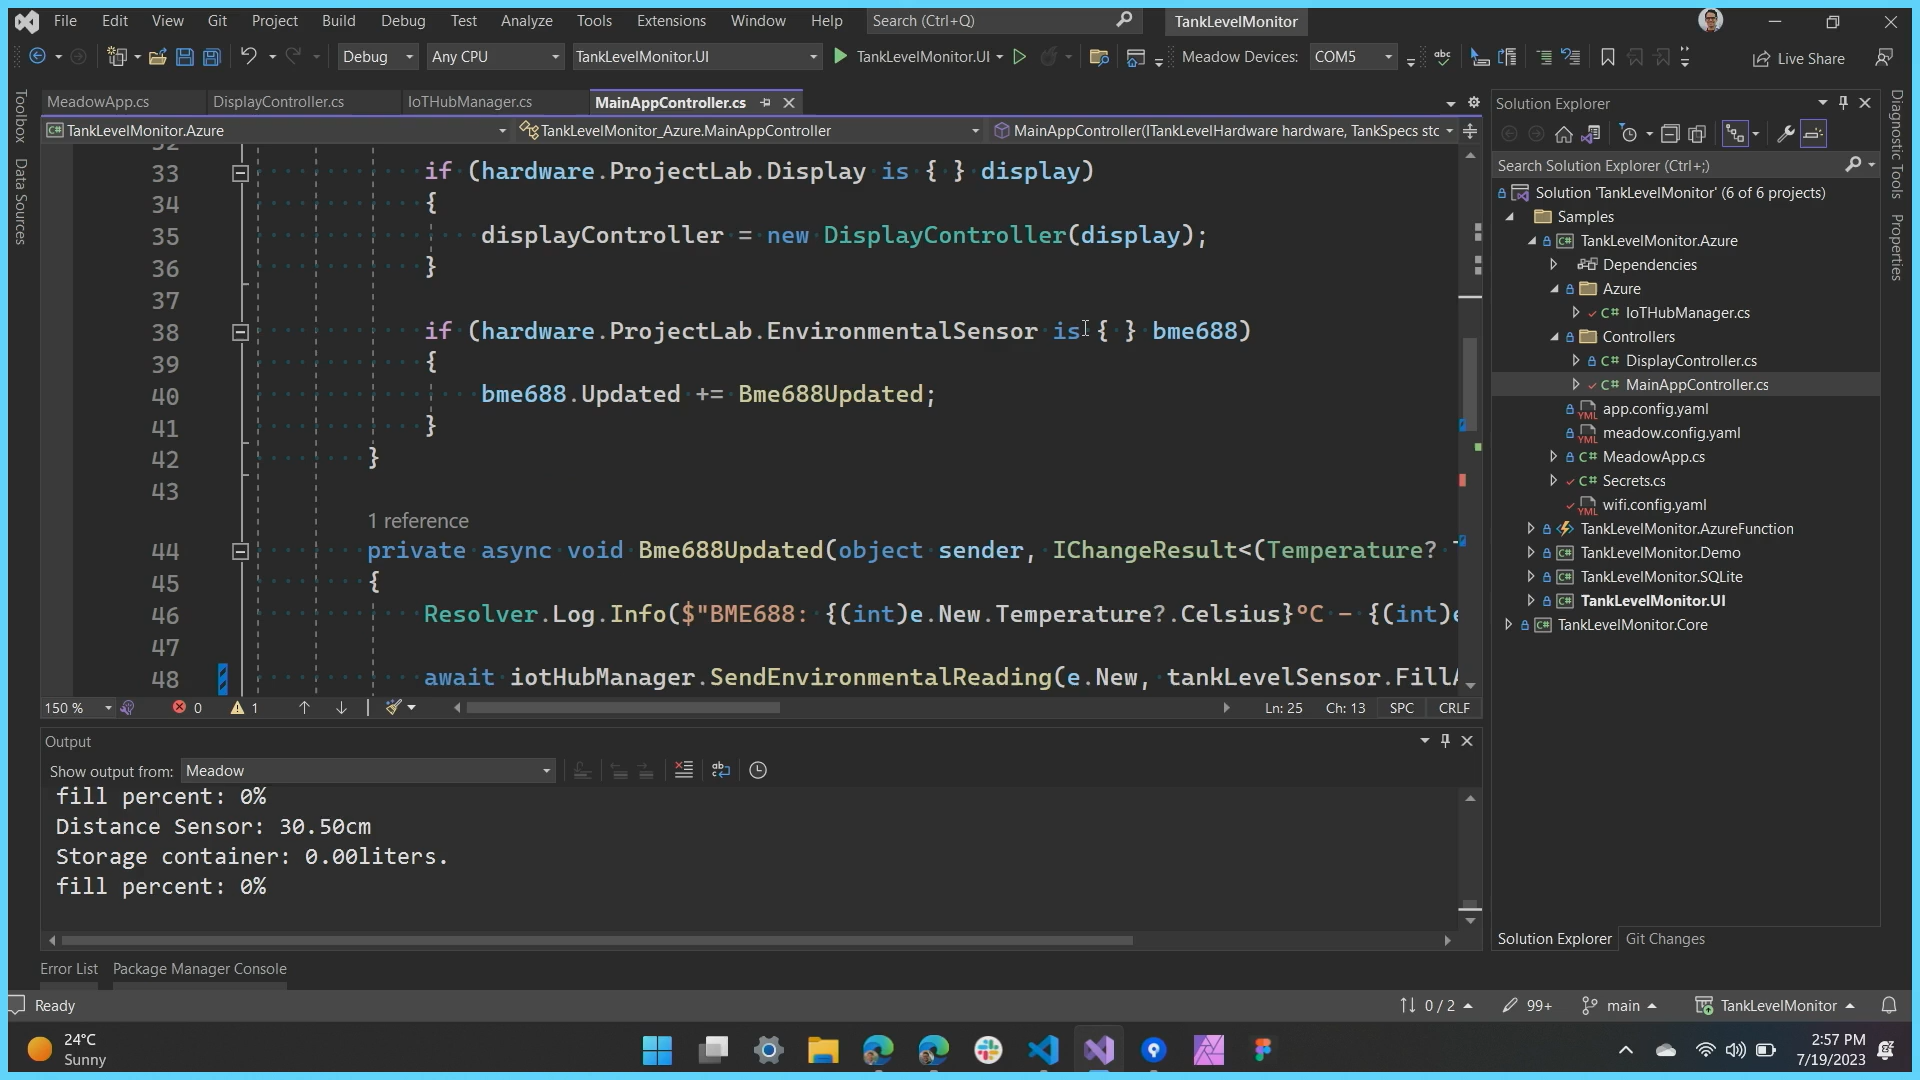 File Edit View Git Project Build Debug Test Analyze Tools Extensions Window Help Search (Ctrl+Q) TankLevelMonitor
Debug Any CPU TankLevelMonitor.UI TankLevelMonitor.UI Meadow Devices: COM5 Live Share
Toolbox
Data Sources
MeadowApp.cs DisplayController.cs IoTHubManager.cs MainAppController.cs
TankLevelMonitor.Azure TankLevelMonitor_Azure.MainAppController MainAppController(ITankLevelHardware hardware, TankSpecs stc
32
33 if (hardware.ProjectLab.Display is { } display)
34 {
35 displayController = new DisplayController(display);
36 }
37
38 if (hardware.ProjectLab.EnvironmentalSensor is { } bme688)
39 {
40 bme688.Updated += Bme688Updated;
41 }
42 }
43
1 reference
44 private async void Bme688Updated(object sender, IChangeResult<(Temperature?
45 {
46 Resolver.Log.Info($"BME688: {(int)e.New.Temperature?.Celsius}°C - {(int)e
47
48 await iotHubManager.SendEnvironmentalReading(e.New, tankLevelSensor.FillA
150 % 0 1 Ln: 25 Ch: 13 SPC CRLF
Output
Show output from: Meadow
fill percent: 0%
Distance Sensor: 30.50cm
Storage container: 0.00liters.
fill percent: 0%
Error List Package Manager Console
Solution Explorer
Search Solution Explorer (Ctrl+;)
Solution 'TankLevelMonitor' (6 of 6 projects)
Samples
TankLevelMonitor.Azure
Dependencies
Azure
C# IoTHubManager.cs
Controllers
C# DisplayController.cs
C# MainAppController.cs
YML app.config.yaml
YML meadow.config.yaml
C# MeadowApp.cs
C# Secrets.cs
YML wifi.config.yaml
TankLevelMonitor.AzureFunction
C# TankLevelMonitor.Demo
C# TankLevelMonitor.SQLite
C# TankLevelMonitor.UI
C# TankLevelMonitor.Core
Solution Explorer Git Changes
Diagnostic Tools
Properties
Ready 0 / 2 99+ main TankLevelMonitor
24°C
Sunny
2:57 PM
7/19/2023